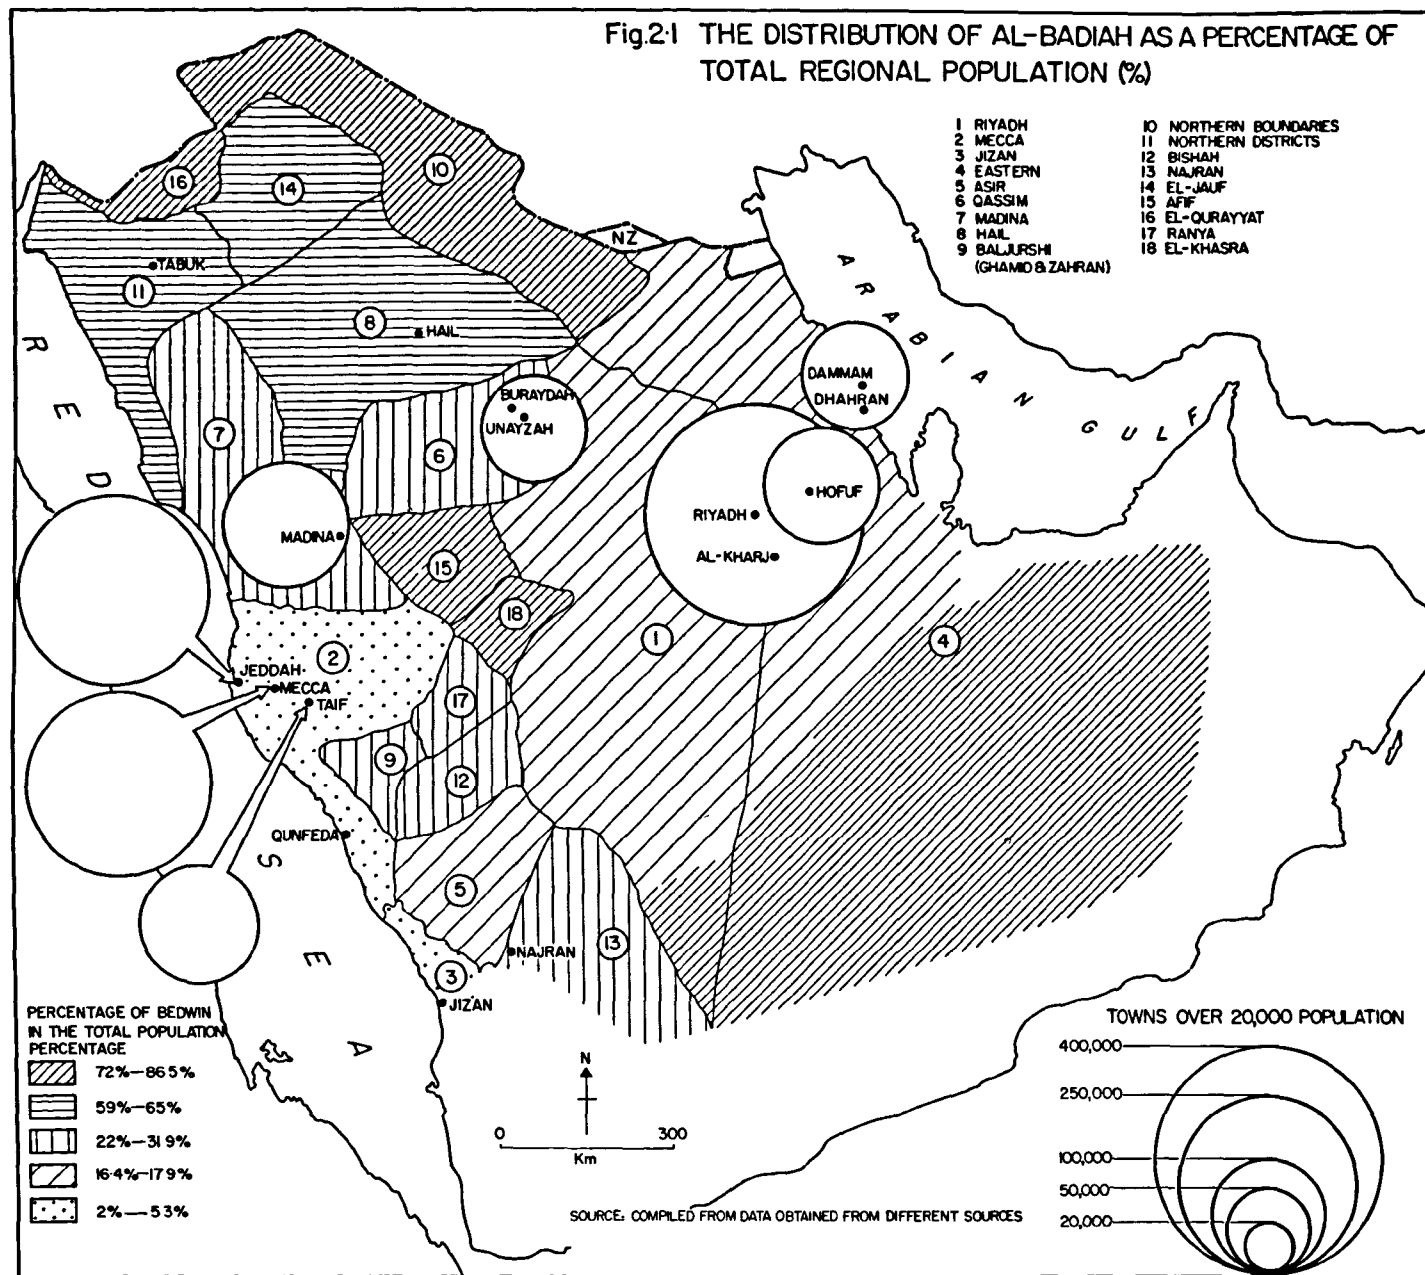 Fig.2·1 THE DISTRIBUTION OF AL-BADIAH AS A PERCENTAGE OF
TOTAL REGIONAL POPULATION (%)
1 RIYADH
2 MECCA
3 JIZAN
4 EASTERN
5 ASIR
6 QASSIM
7 MADINA
8 HAIL
9 BALJURSHI
(GHAMID & ZAHRAN)
10 NORTHERN BOUNDARIES
11 NORTHERN DISTRICTS
12 BISHAH
13 NAJRAN
14 EL-JAUF
15 AFIF
16 EL-QURAYYAT
17 RANYA
18 EL-KHASRA
10
16
14
NZ
TABUK
11
8
HAIL
ARABIAN GULF
RED SEA
DAMMAM
DHAHRAN
BURAYDAH
UNAYZAH
7
6
HOFUF
RIYADH
AL-KHARJ
MADINA
15
18
1
4
2
JEDDAH
MECCA
TAIF
17
9
12
QUNFEDA
5
13
NAJRAN
3
JIZAN
PERCENTAGE OF BEDWIN
IN THE TOTAL POPULATION
PERCENTAGE
72%—86 5%
59%—65%
22%—31 9%
16·4%—17 9%
2%—5 3%
N
0 300
Km
SOURCE: COMPILED FROM DATA OBTAINED FROM DIFFERENT SOURCES
TOWNS OVER 20,000 POPULATION
400,000
250,000
100,000
50,000
20,000